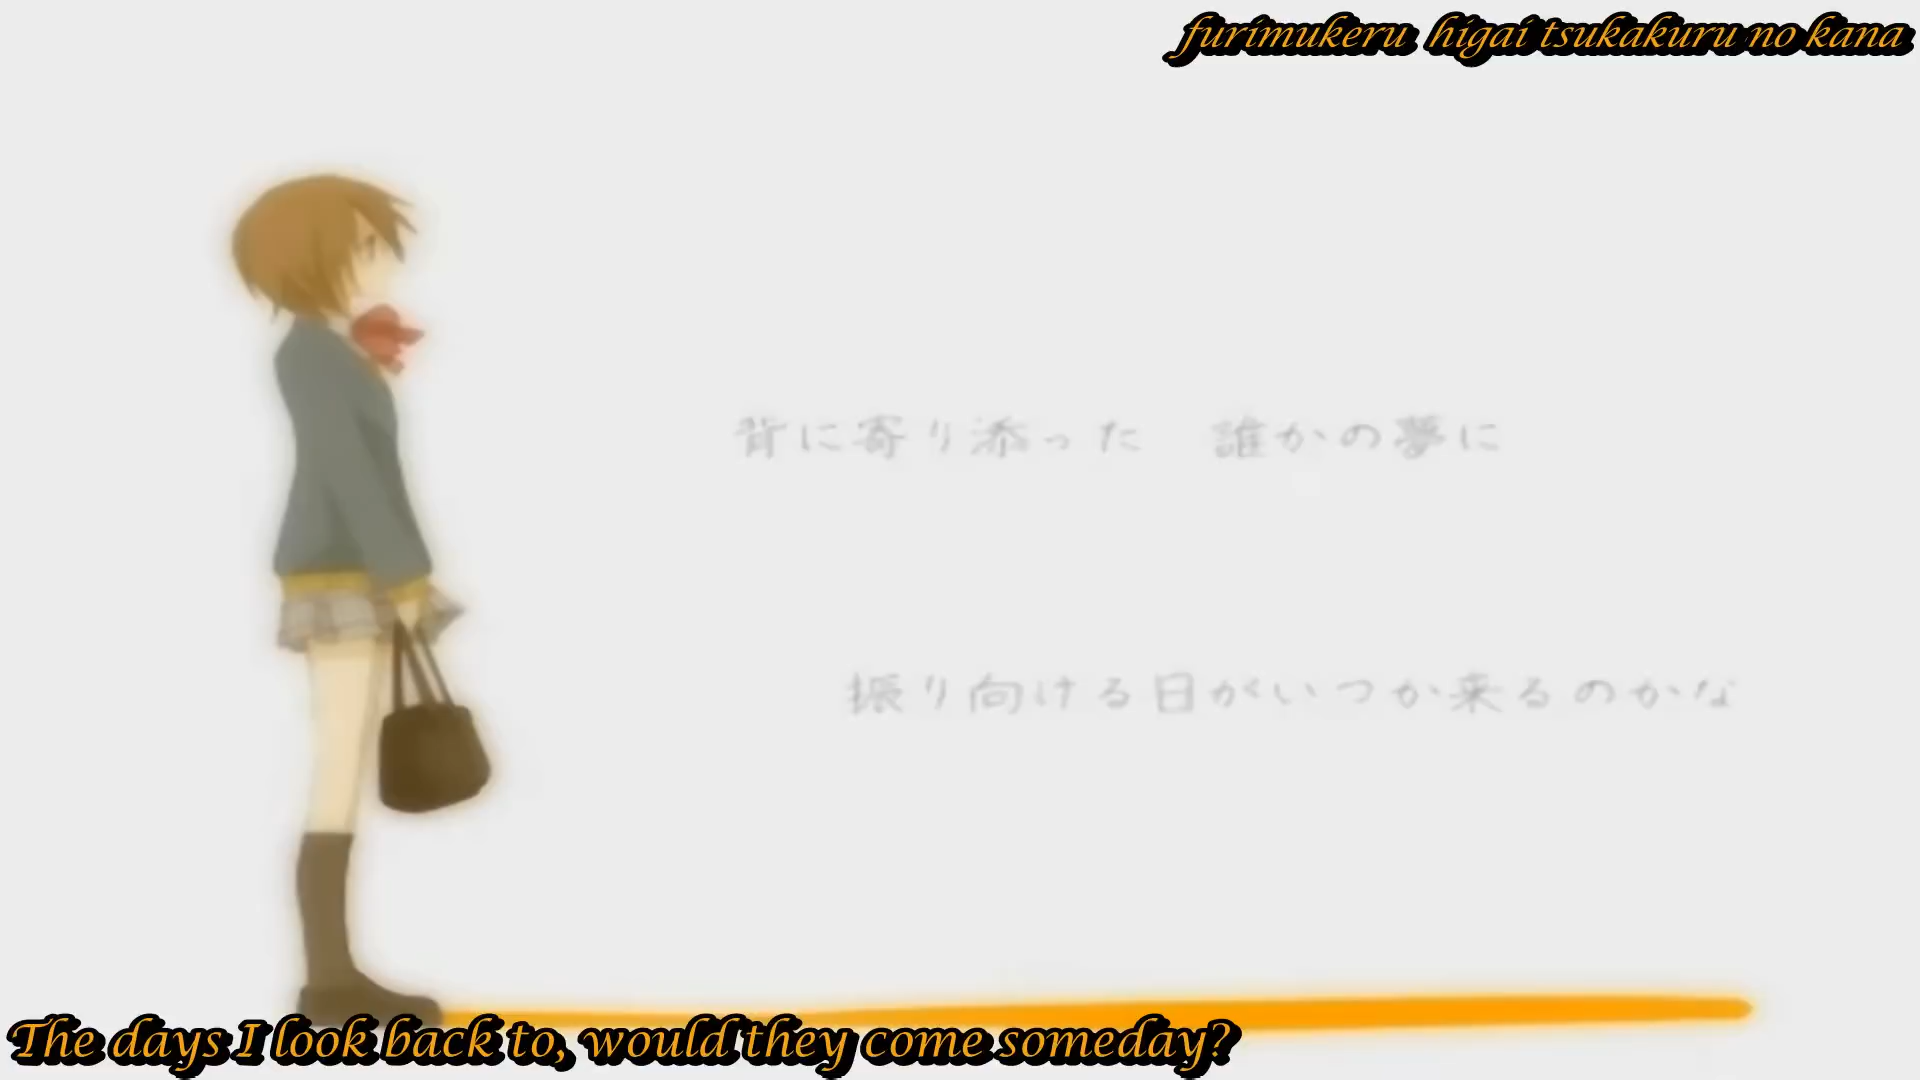 furimukeru higai tsukakuru no kana
背に寄り添った 誰かの夢に
振り向ける日がいつか来るのかな
The days I look back to, would they come someday?